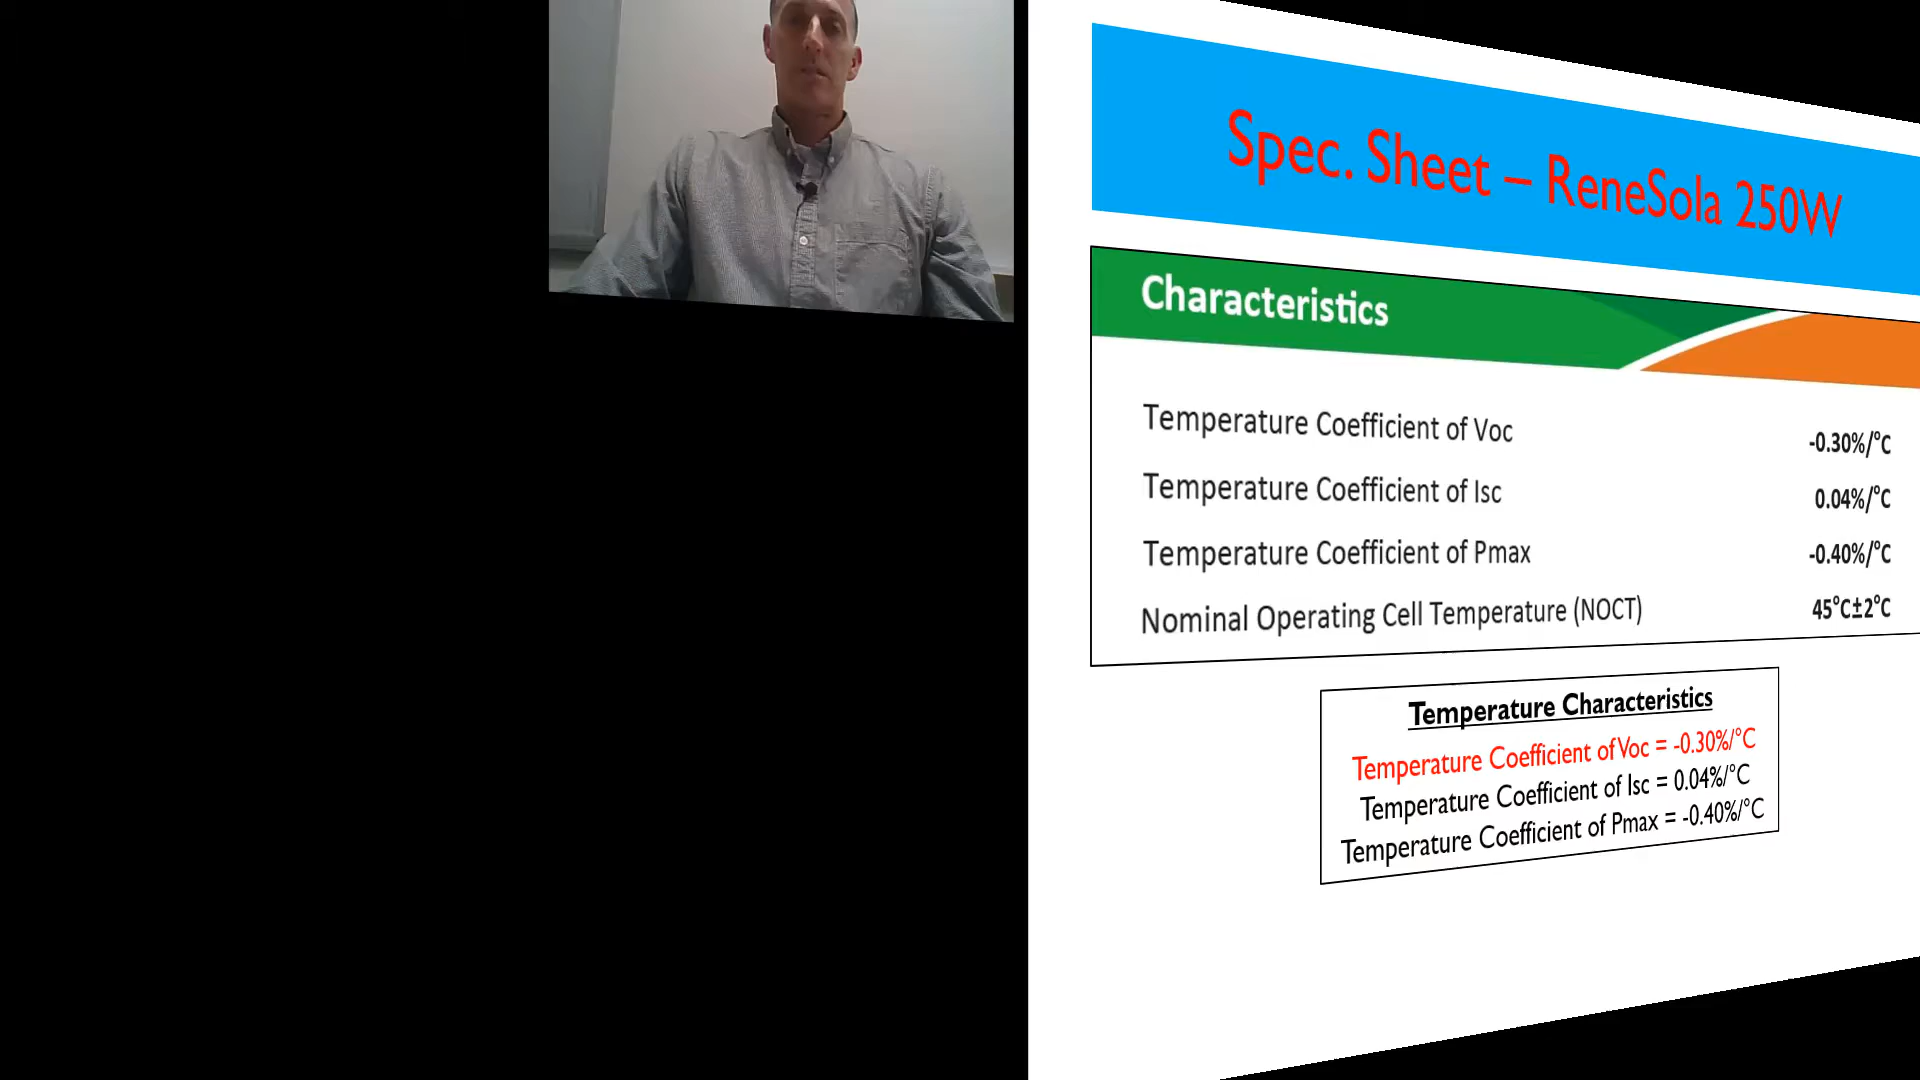 Spec. Sheet – ReneSola 250W
Characteristics
Temperature Coefficient of Voc -0.30%/°C
Temperature Coefficient of Isc 0.04%/°C
Temperature Coefficient of Pmax -0.40%/°C
Nominal Operating Cell Temperature (NOCT) 45°C±2°C
Temperature Characteristics
Temperature Coefficient of Voc = -0.30%/°C
Temperature Coefficient of Isc = 0.04%/°C
Temperature Coefficient of Pmax = -0.40%/°C